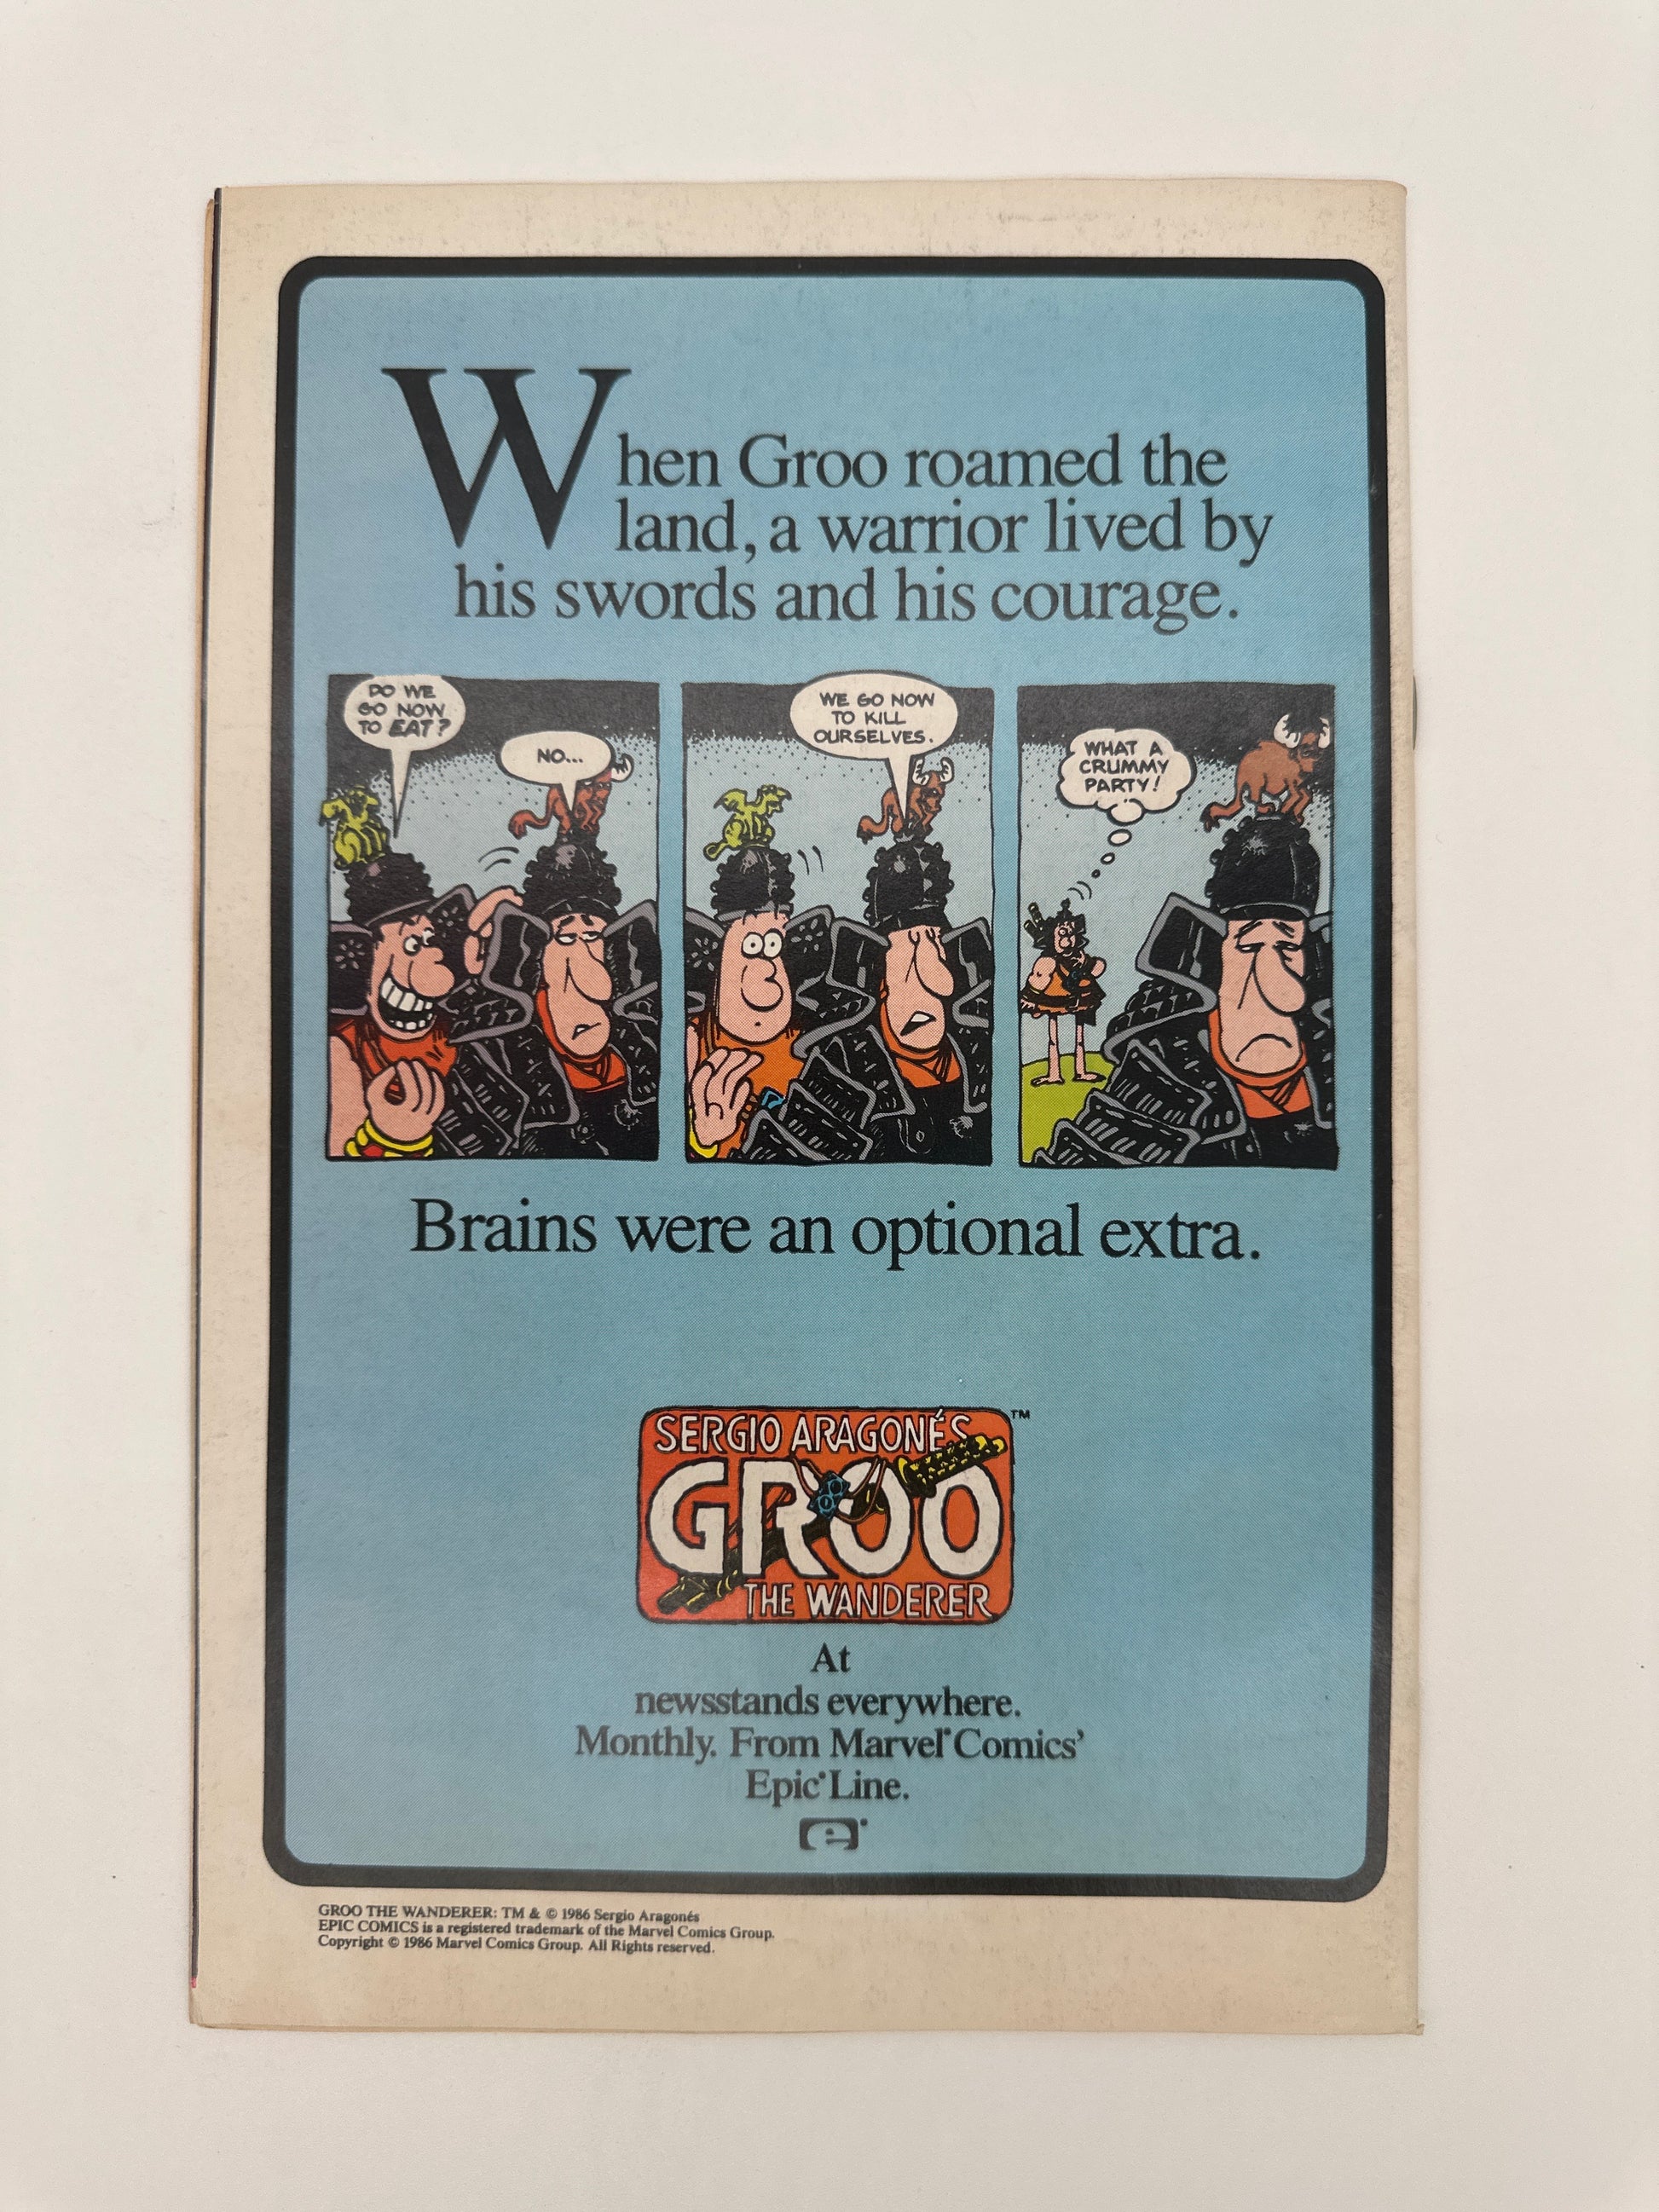 When Groo roamed the
land, a warrior lived by
his swords and his courage.
DO WE
GO NOW
TO EAT?
NO...
WE GO NOW
TO KILL
OURSELVES.
WHAT A
CRUMMY
PARTY!
Brains were an optional extra.
SERGIO ARAGONÉS
GROO
THE WANDERER
TM
At
newsstands everywhere.
Monthly. From Marvel® Comics’
Epic® Line.
e®
GROO THE WANDERER: TM & © 1986 Sergio Aragonés
EPIC COMICS is a registered trademark of the Marvel Comics Group.
Copyright © 1986 Marvel Comics Group. All Rights reserved.